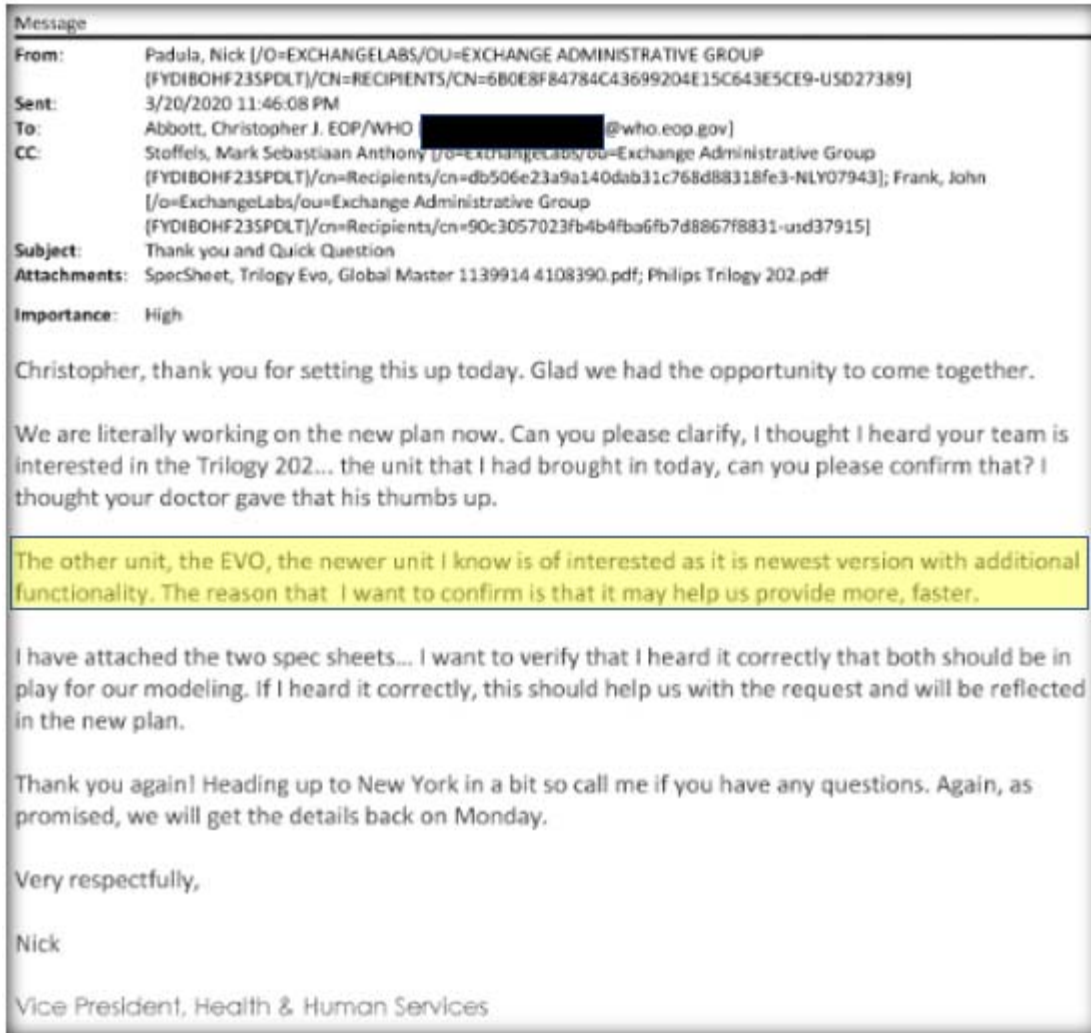 Message
From: Padula, Nick [/O=EXCHANGELABS/OU=EXCHANGE ADMINISTRATIVE GROUP
(FYDIBOHF23SPDLT)/CN=RECIPIENTS/CN=6B0E8F84784C43699204E15C643E5CE9-USD27389]
Sent: 3/20/2020 11:46:08 PM
To: Abbott, Christopher J. EOP/WHO [ @who.eop.gov]
CC: Stoffels, Mark Sebastiaan Anthony [/o=ExchangeLabs/ou=Exchange Administrative Group
(FYDIBOHF23SPDLT)/cn=Recipients/cn=db506e23a9a140dab31c768d88318fe3-NLY07943]; Frank, John
[/o=ExchangeLabs/ou=Exchange Administrative Group
(FYDIBOHF23SPDLT)/cn=Recipients/cn=90c3057023fb4b4fba6fb7d8867f8831-usd37915]
Subject: Thank you and Quick Question
Attachments: SpecSheet, Trilogy Evo, Global Master 1139914 4108390.pdf; Philips Trilogy 202.pdf
Importance: High
Christopher, thank you for setting this up today. Glad we had the opportunity to come together.
We are literally working on the new plan now. Can you please clarify, I thought I heard your team is
interested in the Trilogy 202... the unit that I had brought in today, can you please confirm that? I
thought your doctor gave that his thumbs up.
The other unit, the EVO, the newer unit I know is of interested as it is newest version with additional
functionality. The reason that I want to confirm is that it may help us provide more, faster.
I have attached the two spec sheets... I want to verify that I heard it correctly that both should be in
play for our modeling. If I heard it correctly, this should help us with the request and will be reflected
in the new plan.
Thank you again! Heading up to New York in a bit so call me if you have any questions. Again, as
promised, we will get the details back on Monday.
Very respectfully,
Nick
Vice President, Health & Human Services